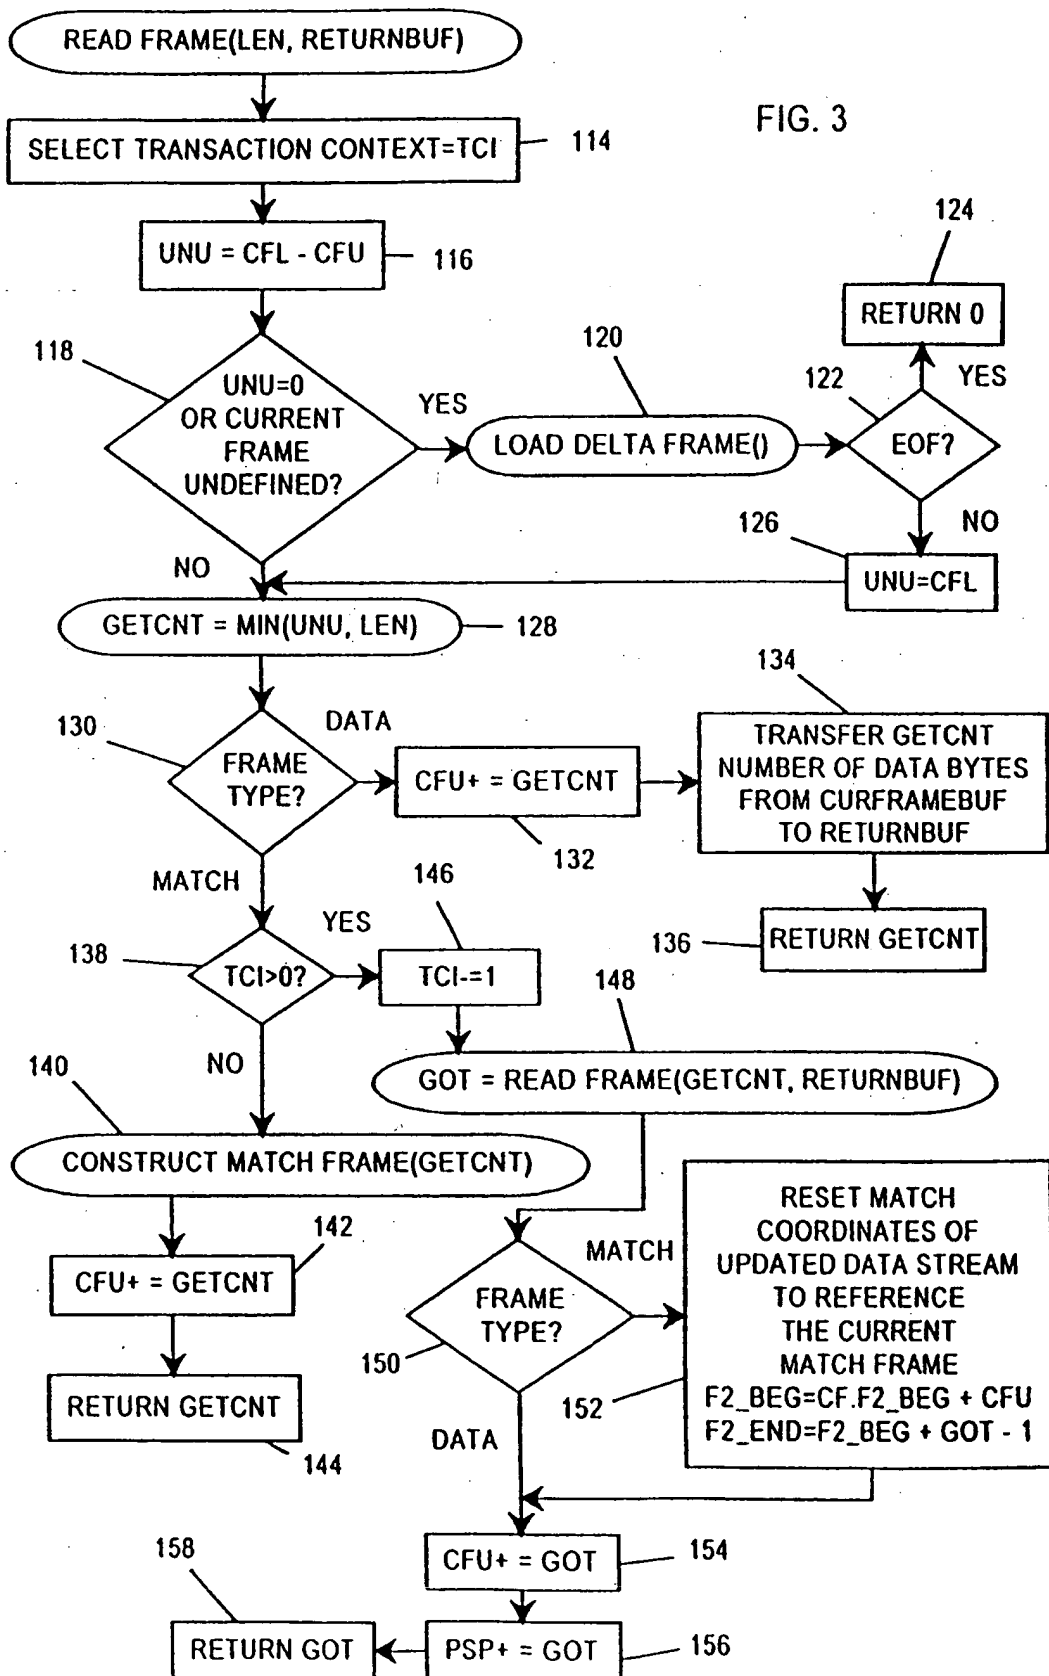 READ FRAME(LEN, RETURNBUF)
FIG. 3
SELECT TRANSACTION CONTEXT=TCI
114
UNU = CFL - CFU
116
124
RETURN 0
118
UNU=0
OR CURRENT
FRAME
UNDEFINED?
YES
120
LOAD DELTA FRAME()
122
YES
EOF?
NO
NO
126
UNU=CFL
GETCNT = MIN(UNU, LEN)
128
130
FRAME
TYPE?
DATA
CFU+ = GETCNT
132
134
TRANSFER GETCNT
NUMBER OF DATA BYTES
FROM CURFRAMEBUF
TO RETURNBUF
136
RETURN GETCNT
MATCH
138
TCI>0?
YES
146
TCI-=1
148
NO
GOT = READ FRAME(GETCNT, RETURNBUF)
140
CONSTRUCT MATCH FRAME(GETCNT)
142
CFU+ = GETCNT
RETURN GETCNT
144
FRAME
TYPE?
150
MATCH
RESET MATCH
COORDINATES OF
UPDATED DATA STREAM
TO REFERENCE
THE CURRENT
MATCH FRAME
F2_BEG=CF.F2_BEG + CFU
F2_END=F2_BEG + GOT - 1
152
DATA
CFU+ = GOT
154
158
RETURN GOT
PSP+ = GOT
156